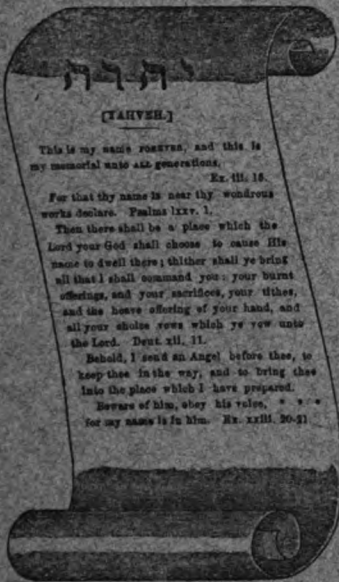 יהוה
[YAHVEH.]
This is my name FOREVER, and this is
my memorial unto ALL generations.
Ex. iii. 15.
For that thy name is near thy wondrous
works declare. Psalms lxxv. 1.
Then there shall be a place which the
Lord your God shall choose to cause His
name to dwell there; thither shall ye bring
all that I shall command you: your burnt
offerings, and your sacrifices, your tithes,
and the heave offering of your hand, and
all your choice vows which ye vow unto
the Lord. Deut. xii. 11.
Behold, I send an Angel before thee, to
keep thee in the way, and to bring thee
into the place which I have prepared.
Beware of him, obey his voice, * * *
for my name is in him. Ex. xxiii. 20-21